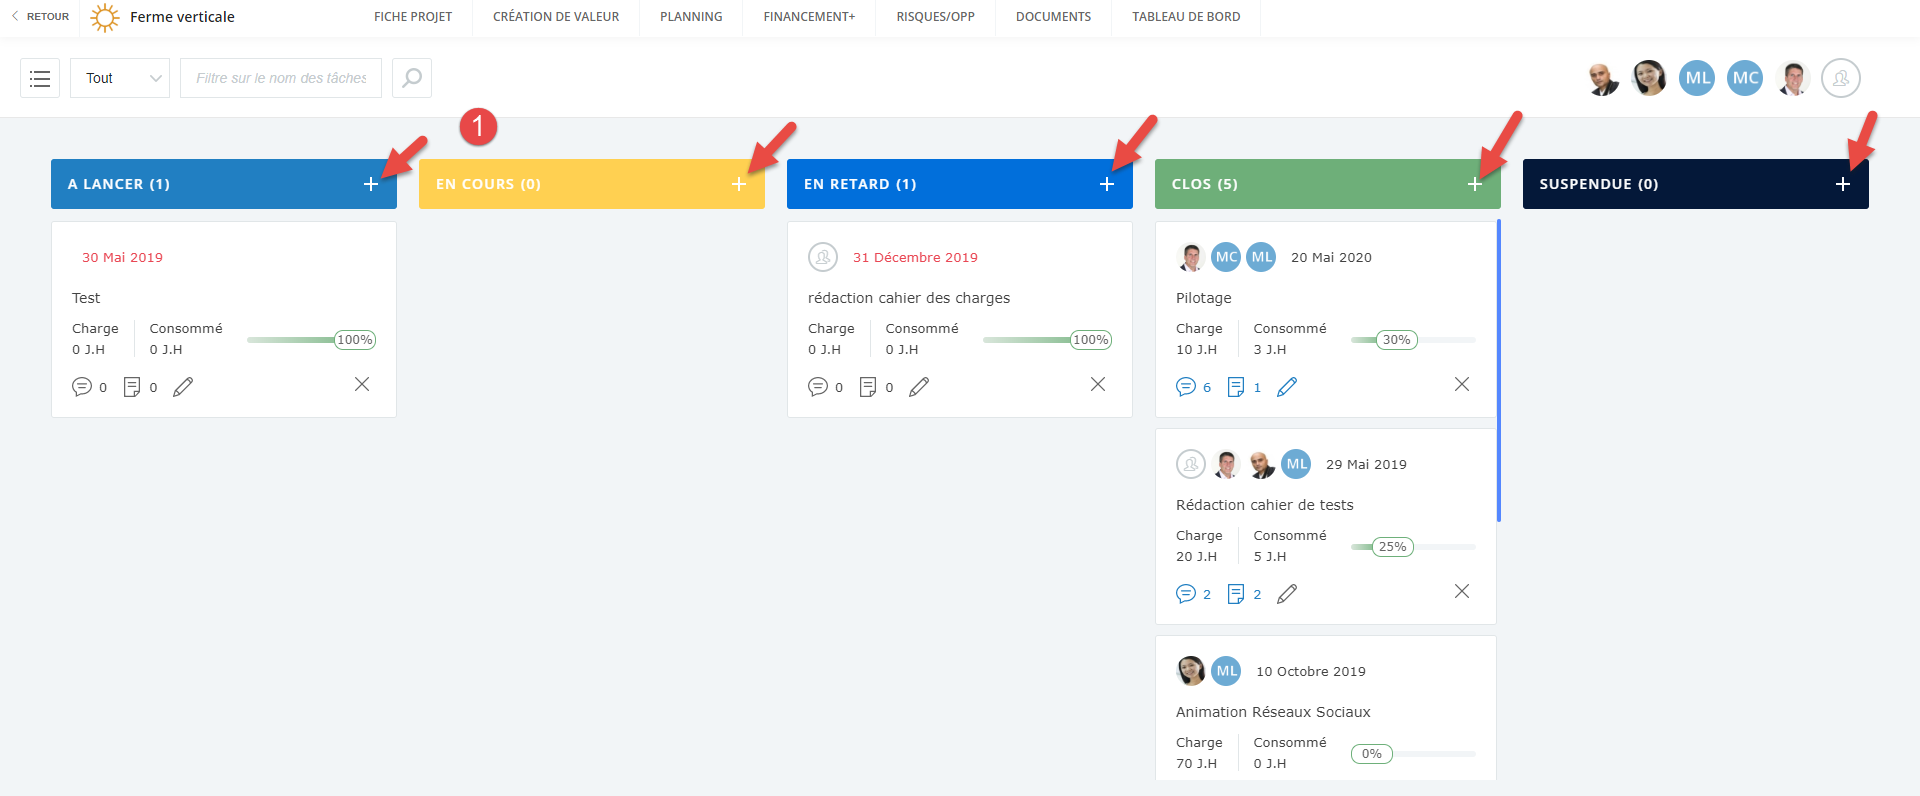 RETOUR
Ferme verticale
FICHE PROJET
CRÉATION DE VALEUR
PLANNING
FINANCEMENT+
RISQUES/OPP
DOCUMENTS
TABLEAU DE BORD
Tout
Filtre sur le nom des tâches
ML
MC
1
A LANCER (1)
EN COURS (0)
EN RETARD (1)
CLOS (5)
SUSPENDUE (0)
30 Mai 2019
Test
Charge
0 J.H
Consommé
0 J.H
100%
0
0
31 Décembre 2019
rédaction cahier des charges
Charge
0 J.H
Consommé
0 J.H
100%
0
0
MC
ML
20 Mai 2020
Pilotage
Charge
10 J.H
Consommé
3 J.H
30%
6
1
ML
29 Mai 2019
Rédaction cahier de tests
Charge
20 J.H
Consommé
5 J.H
25%
2
2
ML
10 Octobre 2019
Animation Réseaux Sociaux
Charge
70 J.H
Consommé
0 J.H
0%